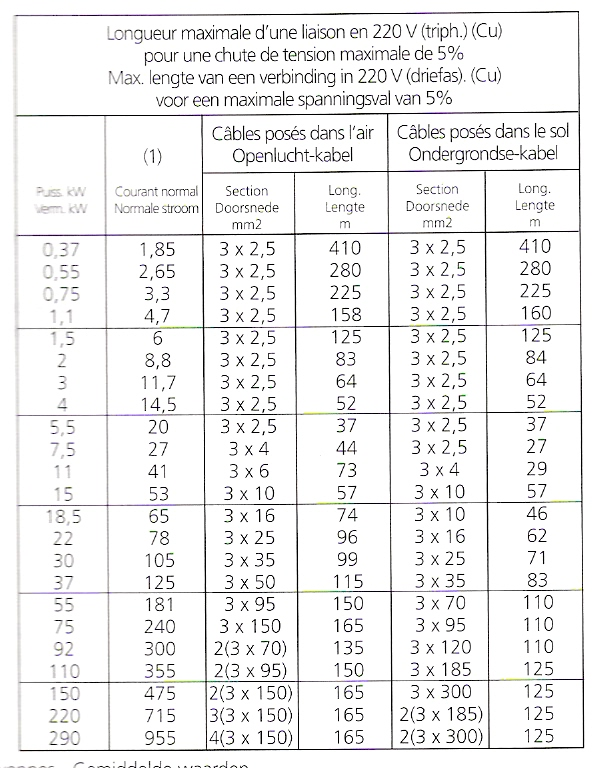 Longueur maximale d'une liaison en 220 V (triph.) (Cu)
pour une chute de tension maximale de 5%
Max. lengte van een verbinding in 220 V (driefas). (Cu)
voor een maximale spanningsval van 5%
(1) Câbles posés dans l'air Câbles posés dans le sol
Openlucht-kabel Ondergrondse-kabel
Puiss. kW Courant normal Section Long. Section Long.
Verm. kW Normale stroom Doorsnede Lengte Doorsnede Lengte
mm2 m mm2 m
0,37 1,85 3 x 2,5 410 3 x 2,5 410
0,55 2,65 3 x 2,5 280 3 x 2,5 280
0,75 3,3 3 x 2,5 225 3 x 2,5 225
1,1 4,7 3 x 2,5 158 3 x 2,5 160
1,5 6 3 x 2,5 125 3 x 2,5 125
2 8,8 3 x 2,5 83 3 x 2,5 84
3 11,7 3 x 2,5 64 3 x 2,5 64
4 14,5 3 x 2,5 52 3 x 2,5 52
5,5 20 3 x 2,5 37 3 x 2,5 37
7,5 27 3 x 4 44 3 x 2,5 27
11 41 3 x 6 73 3 x 4 29
15 53 3 x 10 57 3 x 10 57
18,5 65 3 x 16 74 3 x 10 46
22 78 3 x 25 96 3 x 16 62
30 105 3 x 35 99 3 x 25 71
37 125 3 x 50 115 3 x 35 83
55 181 3 x 95 150 3 x 70 110
75 240 3 x 150 165 3 x 95 110
92 300 2(3 x 70) 135 3 x 120 110
110 355 2(3 x 95) 150 3 x 185 125
150 475 2(3 x 150) 165 3 x 300 125
220 715 3(3 x 150) 165 2(3 x 185) 125
290 955 4(3 x 150) 165 2(3 x 300) 125
Gemiddelde waarden